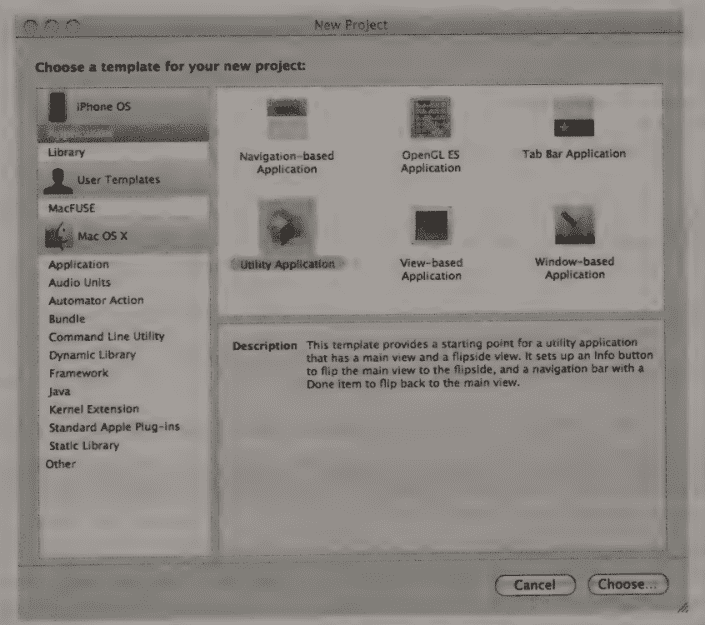 New Project
Choose a template for your new project:
iPhone OS
Library
User Templates
MacFUSE
Mac OS X
Application
Audio Units
Automator Action
Bundle
Command Line Utility
Dynamic Library
Framework
Java
Kernel Extension
Standard Apple Plug-ins
Static Library
Other
Navigation-based
Application
OpenGL ES
Application
Tab Bar Application
Utility Application
View-based
Application
Window-based
Application
Description This template provides a starting point for a utility application
that has a main view and a flipside view. It sets up an Info button
to flip the main view to the flipside, and a navigation bar with a
Done item to flip back to the main view.
Cancel
Choose...